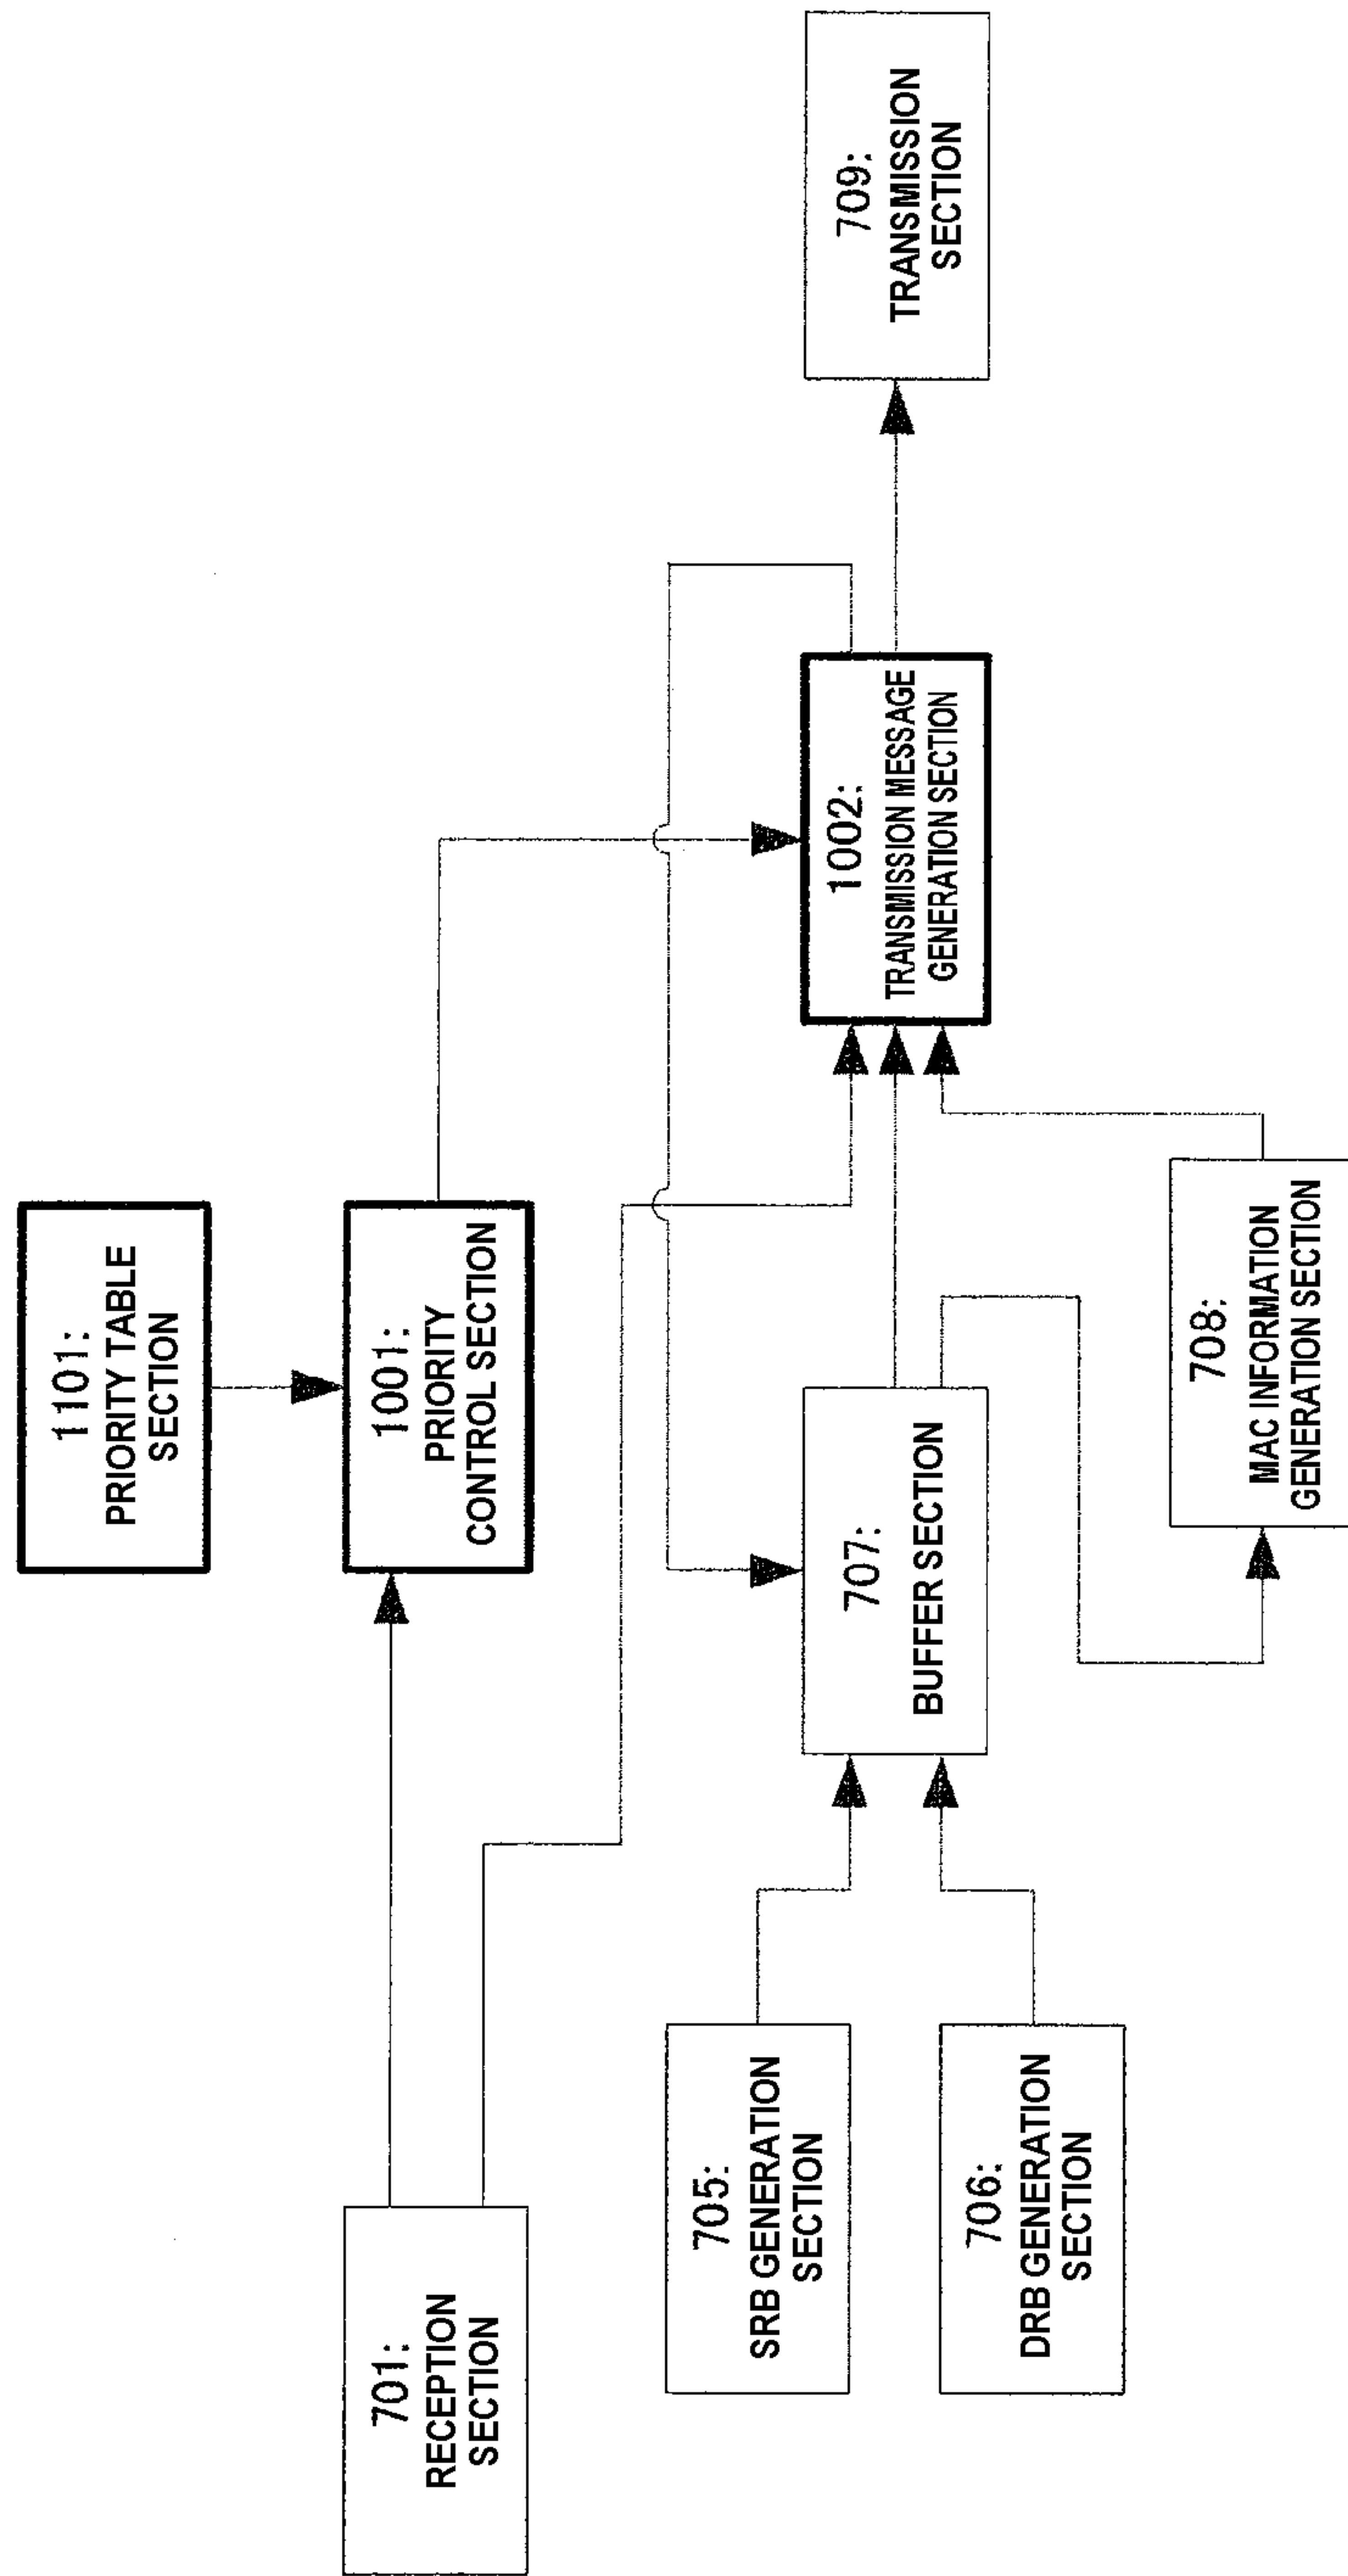 1101:
PRIORITY TABLE
SECTION
701:
RECEPTION
SECTION
1001:
PRIORITY
CONTROL SECTION
705:
SRB GENERATION
SECTION
706:
DRB GENERATION
SECTION
707:
BUFFER SECTION
1002:
TRANSMISSION MESSAGE
GENERATION SECTION
709:
TRANSMISSION
SECTION
708:
MAC INFORMATION
GENERATION SECTION